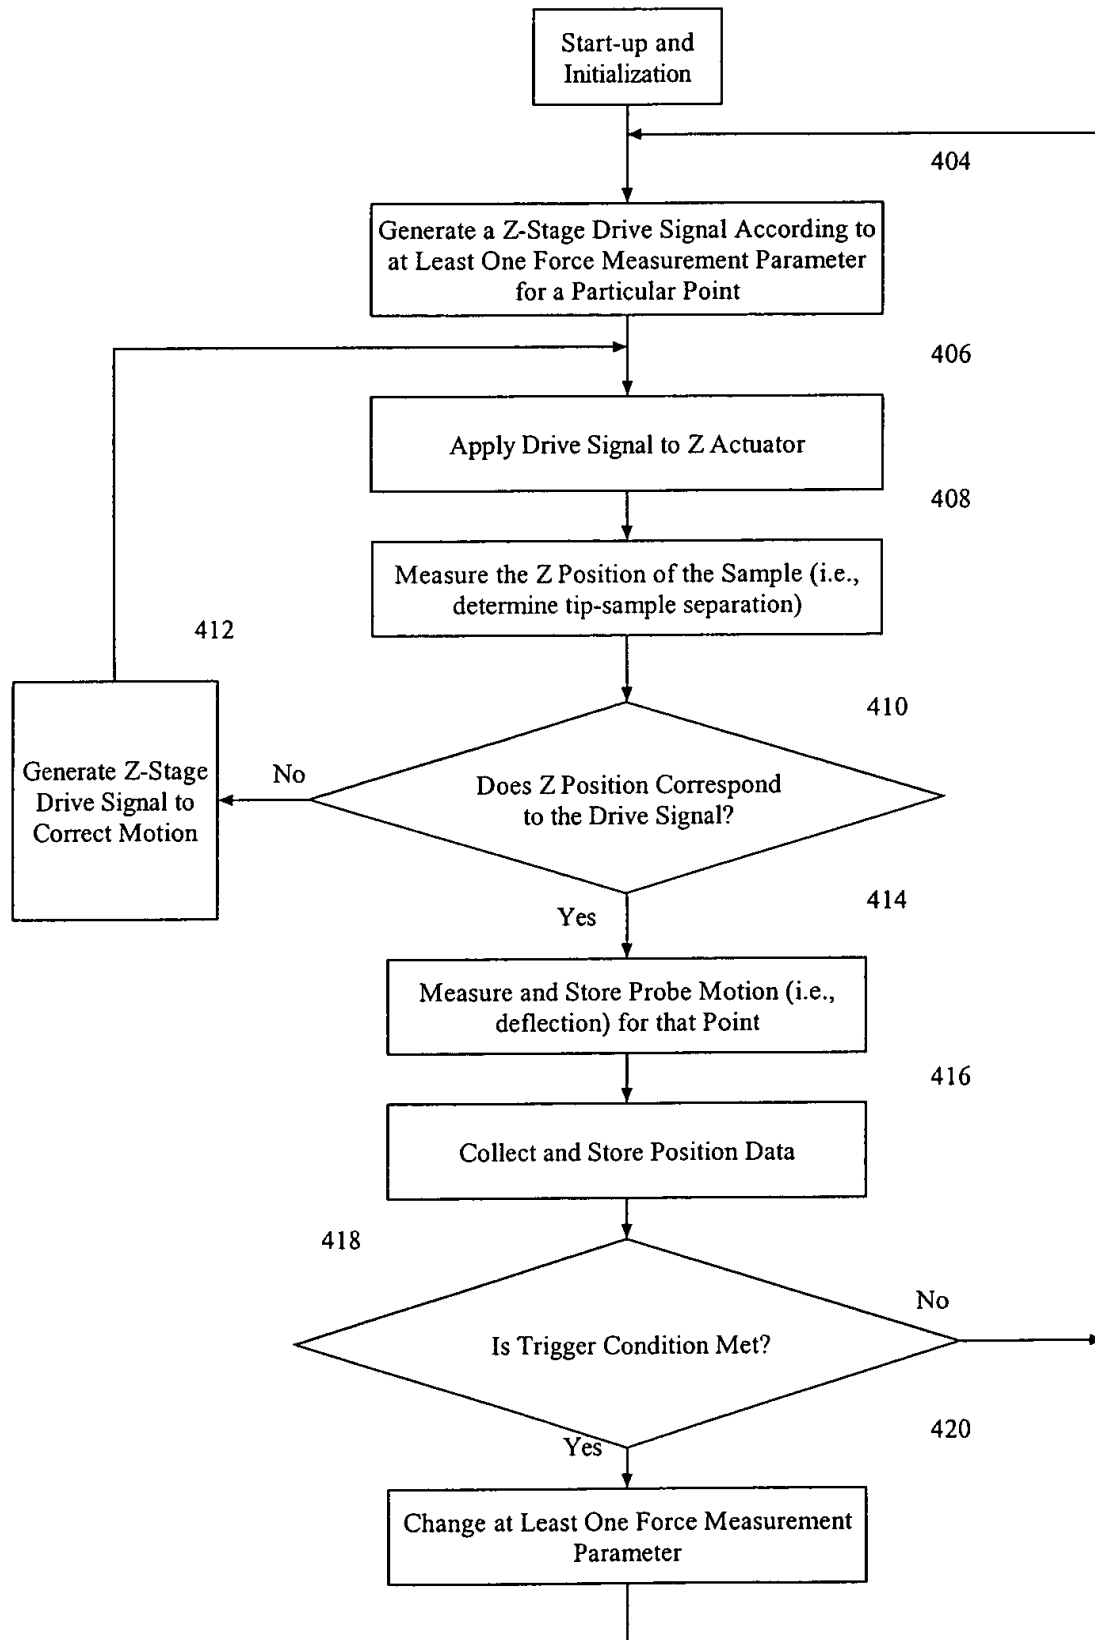 Start-up and
Initialization
404
Generate a Z-Stage Drive Signal According to
at Least One Force Measurement Parameter
for a Particular Point
406
Apply Drive Signal to Z Actuator
408
Measure the Z Position of the Sample (i.e.,
determine tip-sample separation)
412
410
Generate Z-Stage
Drive Signal to
Correct Motion
No
Does Z Position Correspond
to the Drive Signal?
414
Yes
Measure and Store Probe Motion (i.e.,
deflection) for that Point
416
Collect and Store Position Data
418
No
Is Trigger Condition Met?
420
Yes
Change at Least One Force Measurement
Parameter